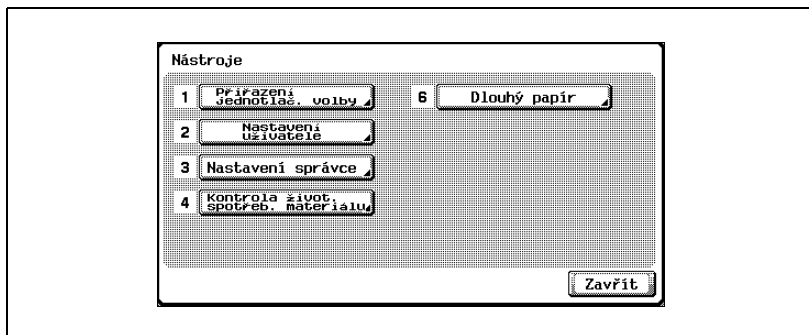 Nástroje
1 Přiřazení
jednotlač. volby
2 Nastavení
uživatele
3 Nastavení správce
4 Kontrola život.
spotřeb. materiálu
6 Dlouhý papír
Zavřít